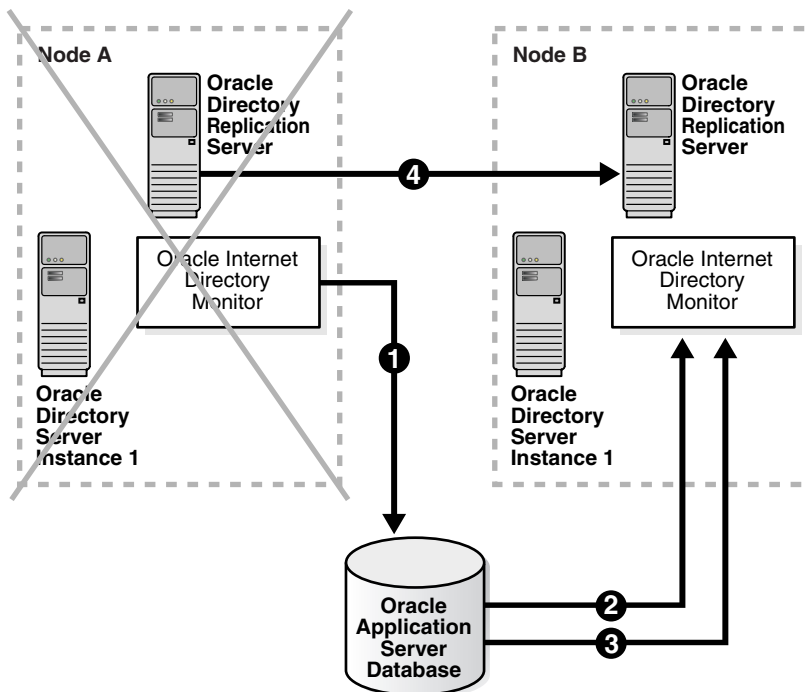 Node A
Oracle
Directory
Replication
Server
4
Oracle Internet
Directory
Monitor
1
Oracle
Directory
Server
Instance 1
Node B
Oracle
Directory
Replication
Server
Oracle Internet
Directory
Monitor
Oracle
Directory
Server
Instance 1
Oracle
Application
Server
Database
2
3